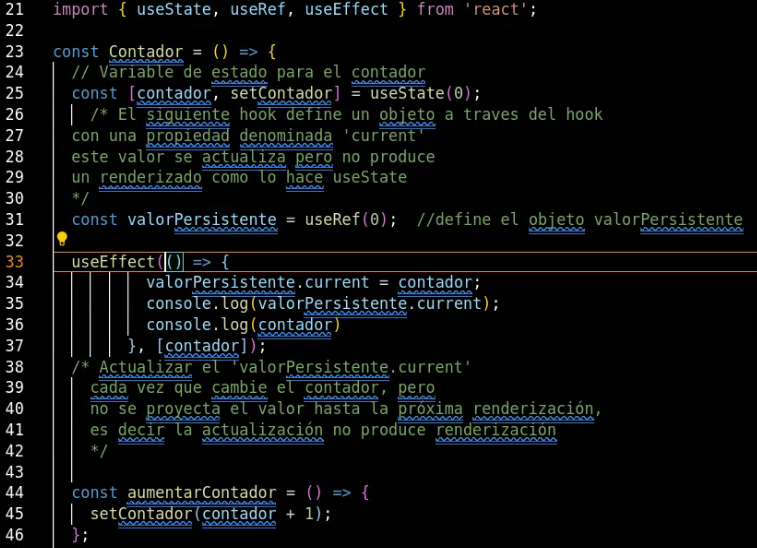 21 import { useState, useRef, useEffect } from 'react';
22
23 const Contador = () => {
24 // Variable de estado para el contador
25 const [contador, setContador] = useState(0);
26 /* El siguiente hook define un objeto a traves del hook
27 con una propiedad denominada 'current'
28 este valor se actualiza pero no produce
29 un renderizado como lo hace useState
30 */
31 const valorPersistente = useRef(0); //define el objeto valorPersistente
32
33 useEffect(() => {
34 valorPersistente.current = contador;
35 console.log(valorPersistente.current);
36 console.log(contador)
37 }, [contador]);
38 /* Actualizar el 'valorPersistente.current'
39 cada vez que cambie el contador, pero
40 no se proyecta el valor hasta la próxima renderización,
41 es decir la actualización no produce renderización
42 */
43
44 const aumentarContador = () => {
45 setContador(contador + 1);
46 };